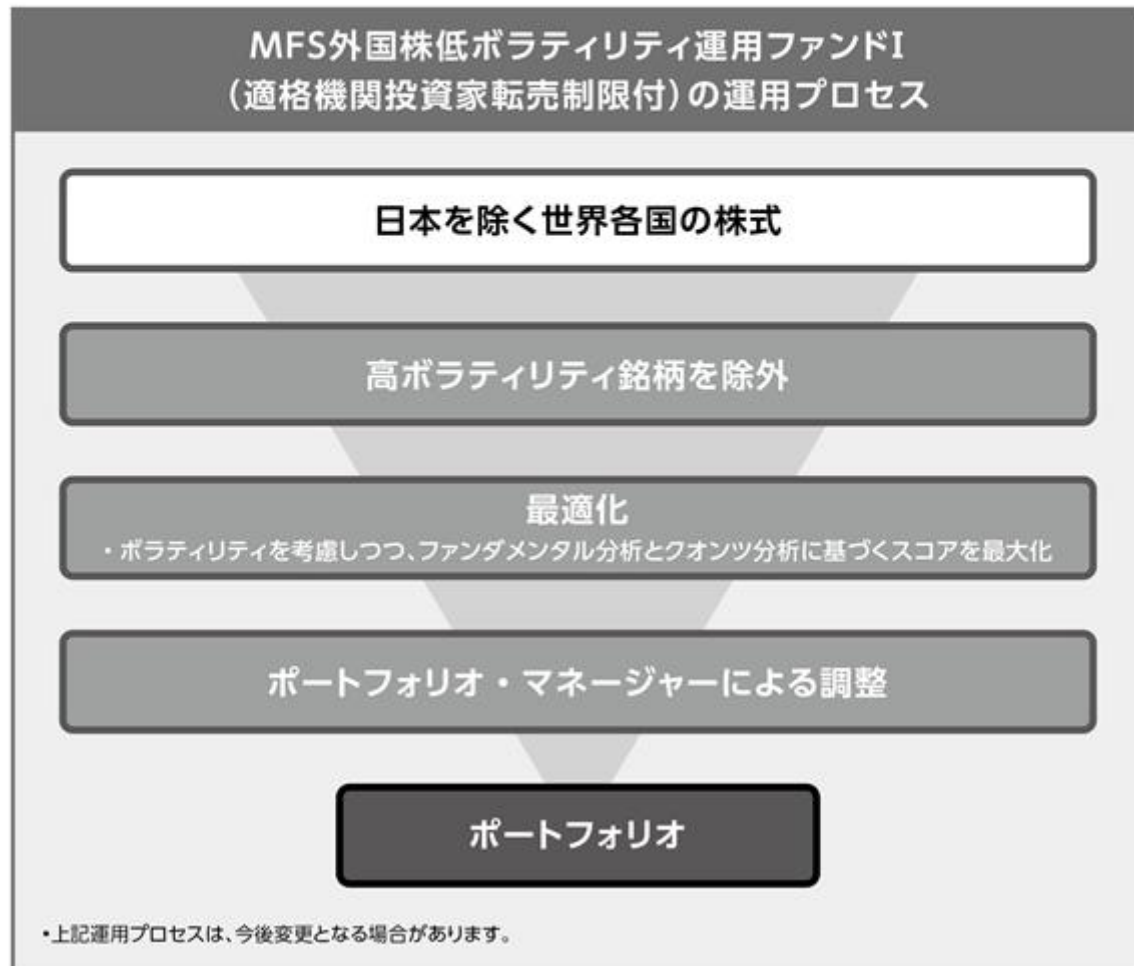 MFS外国株低ボラティリティ運用ファンドI
（適格機関投資家転売制限付）の運用プロセス
日本を除く世界各国の株式
高ボラティリティ銘柄を除外
最適化
・ボラティリティを考慮しつつ、ファンダメンタル分析とクオンツ分析に基づくスコアを最大化
ポートフォリオ・マネージャーによる調整
ポートフォリオ
・上記運用プロセスは、今後変更となる場合があります。